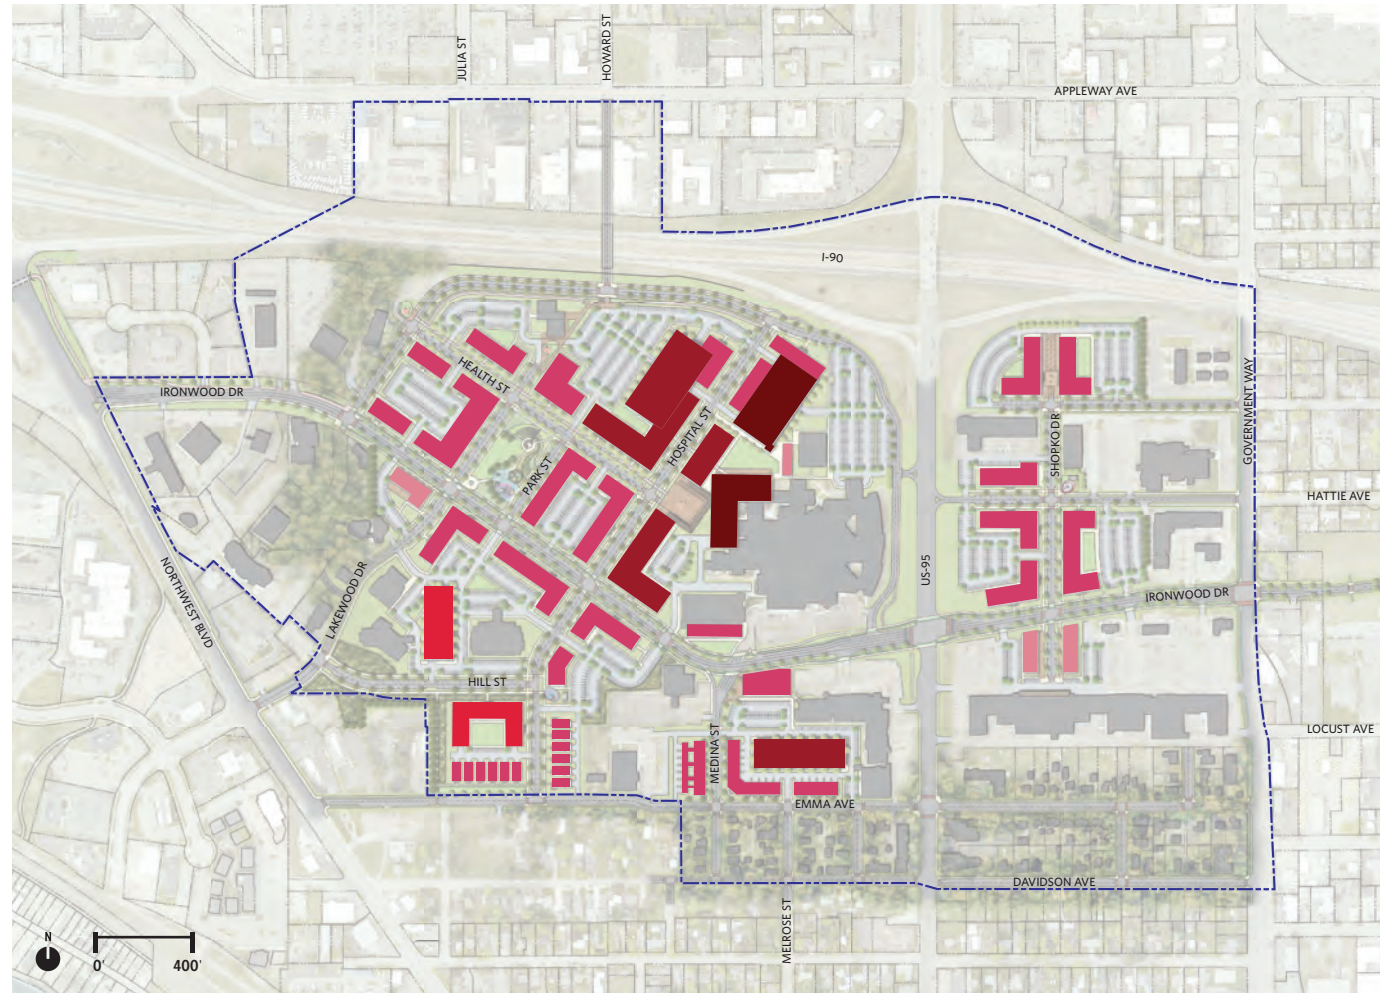 JULIA ST
HOWARD ST
APPLEWAY AVE
I-90
HEALTH ST
IRONWOOD DR
GOVERNMENT WAY
HOSPITAL ST
SHOPKO DR
PARK ST
HATTIE AVE
NORTHWEST BLVD
LAKEWOOD DR
US-95
IRONWOOD DR
HILL ST
LOCUST AVE
MEDINA ST
EMMA AVE
DAVIDSON AVE
MELROSE ST
N
0'
400'